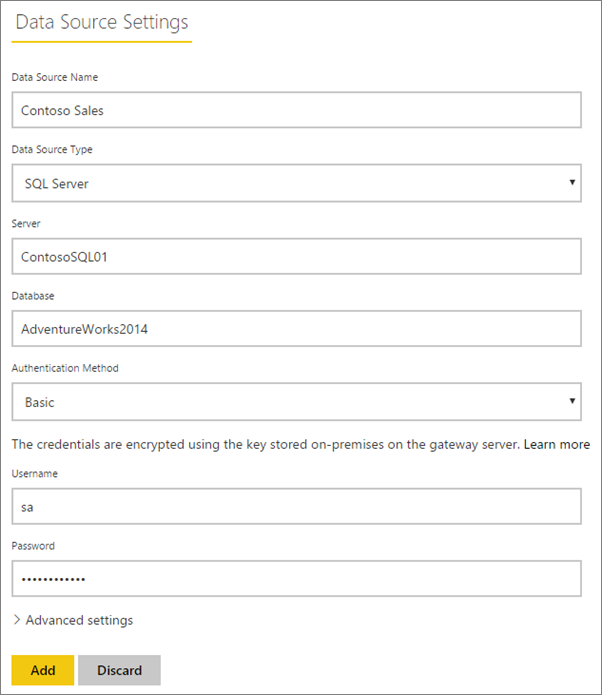 Data Source Settings
Data Source Name
Contoso Sales
Data Source Type
SQL Server
Server
ContosoSQL01
Database
AdventureWorks2014
Authentication Method
Basic
The credentials are encrypted using the key stored on-premises on the gateway server. Learn more
Username
sa
Password
••••••••••••
Advanced settings
Add Discard